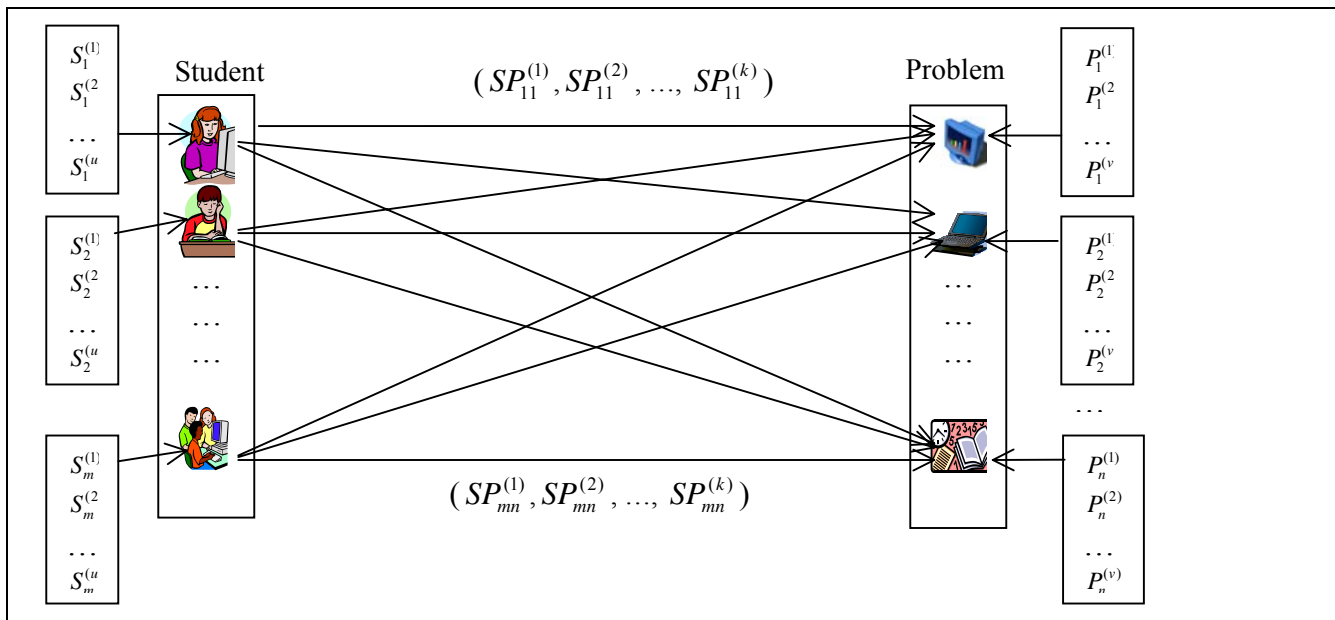 S_1^{(1)}
S_1^{(2}
...
S_1^{(u}
S_2^{(1)}
S_2^{(2}
...
S_2^{(u}
S_m^{(1)}
S_m^{(2}
...
S_m^{(u}
Student
...
...
...
(SP_{11}^{(1)}, SP_{11}^{(2)}, ..., SP_{11}^{(k)})
(SP_{mn}^{(1)}, SP_{mn}^{(2)}, ..., SP_{mn}^{(k)})
Problem
...
...
...
P_1^{(1}
P_1^{(2}
...
P_1^{(v}
P_2^{(1}
P_2^{(2}
...
P_2^{(v}
...
P_n^{(1)}
P_n^{(2)}
...
P_n^{(v)}